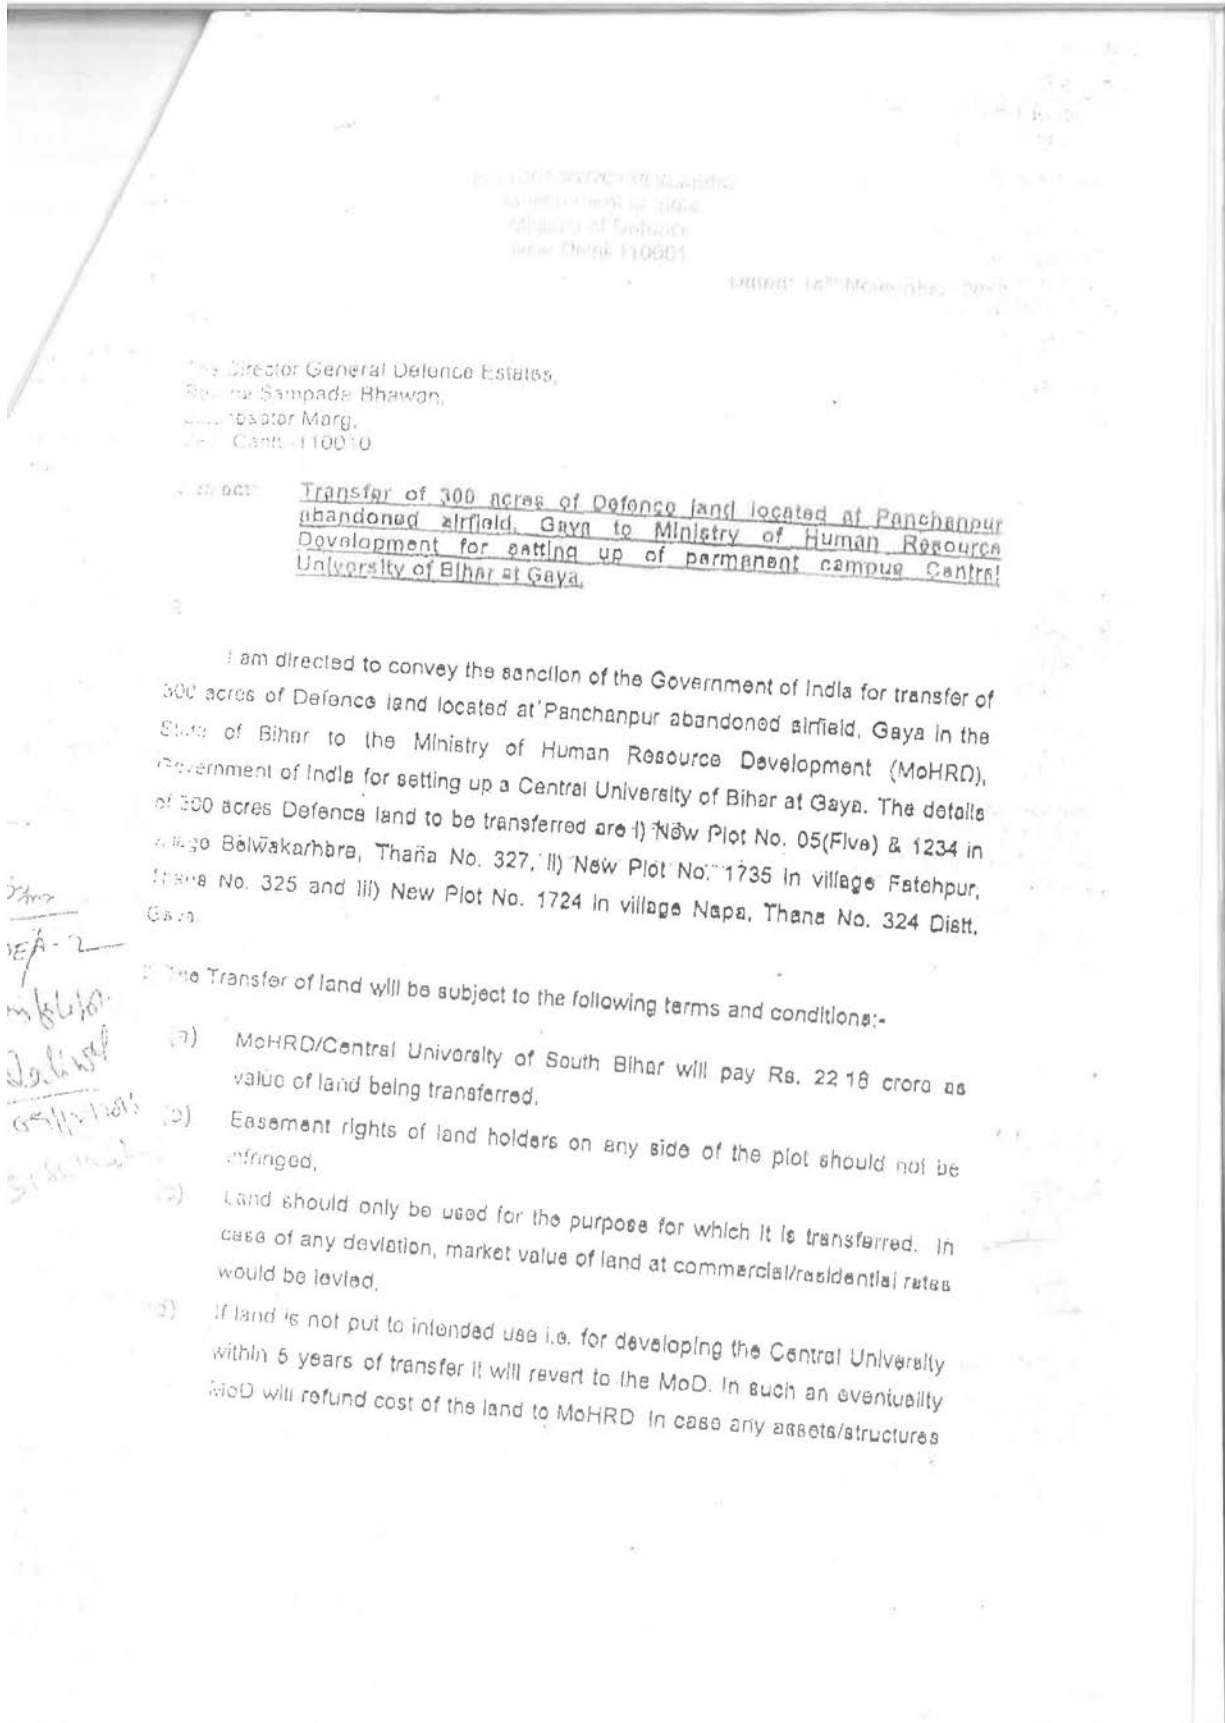 Government of India
Ministry of Defence
New Delhi 110001
Director General Defence Estates,
Sampada Bhawan,
Marg,
Cantt -110010
Transfer of 300 acres of Defence land located at Panchanpur
abandoned airfield, Gaya to Ministry of Human Resource
Development for setting up of permanent campus Central
University of Bihar at Gaya.
I am directed to convey the sanction of the Government of India for transfer of
300 acres of Defence land located at Panchanpur abandoned airfield, Gaya in the
State of Bihar to the Ministry of Human Resource Development (MoHRD),
Government of India for setting up a Central University of Bihar at Gaya. The details
of 300 acres Defence land to be transferred are i) New Plot No. 05(Five) & 1234 in
Thana No. 327, ii) New Plot No. 1735 in village Fatehpur,
Thana No. 325 and iii) New Plot No. 1724 in village Nepa, Thana No. 324 Distt.
Gaya.
The Transfer of land will be subject to the following terms and conditions:-
(a) MoHRD/Central University of South Bihar will pay Rs. 22.18 crore as
value of land being transferred,
(b) Easement rights of land holders on any side of the plot should not be
infringed,
(c) Land should only be used for the purpose for which it is transferred. In
case of any deviation, market value of land at commercial/residential rates
would be levied,
(d) If land is not put to intended use i.e. for developing the Central University
within 5 years of transfer it will revert to the MoD. In such an eventuality
MoD will refund cost of the land to MoHRD In case any assets/structures